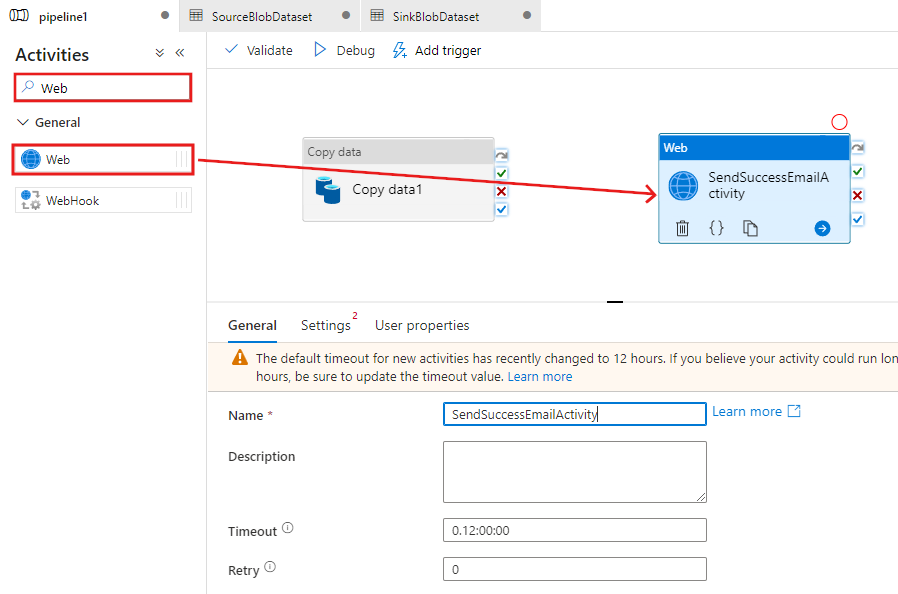 pipeline1
SourceBlobDataset
SinkBlobDataset
Activities
Validate
Debug
Add trigger
Web
General
Web
WebHook
Copy data
Copy data1
Web
SendSuccessEmailA
ctivity
{}
General
Settings 2
User properties
The default timeout for new activities has recently changed to 12 hours. If you believe your activity could run lon
hours, be sure to update the timeout value. Learn more
Name *
SendSuccessEmailActivity
Learn more
Description
Timeout
0.12:00:00
Retry
0